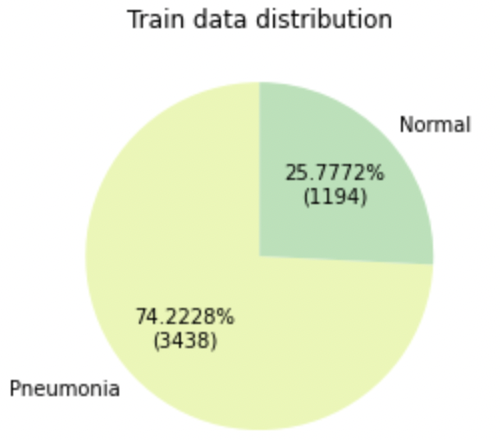 Train data distribution
Normal
25.7772%
(1194)
74.2228%
(3438)
Pneumonia